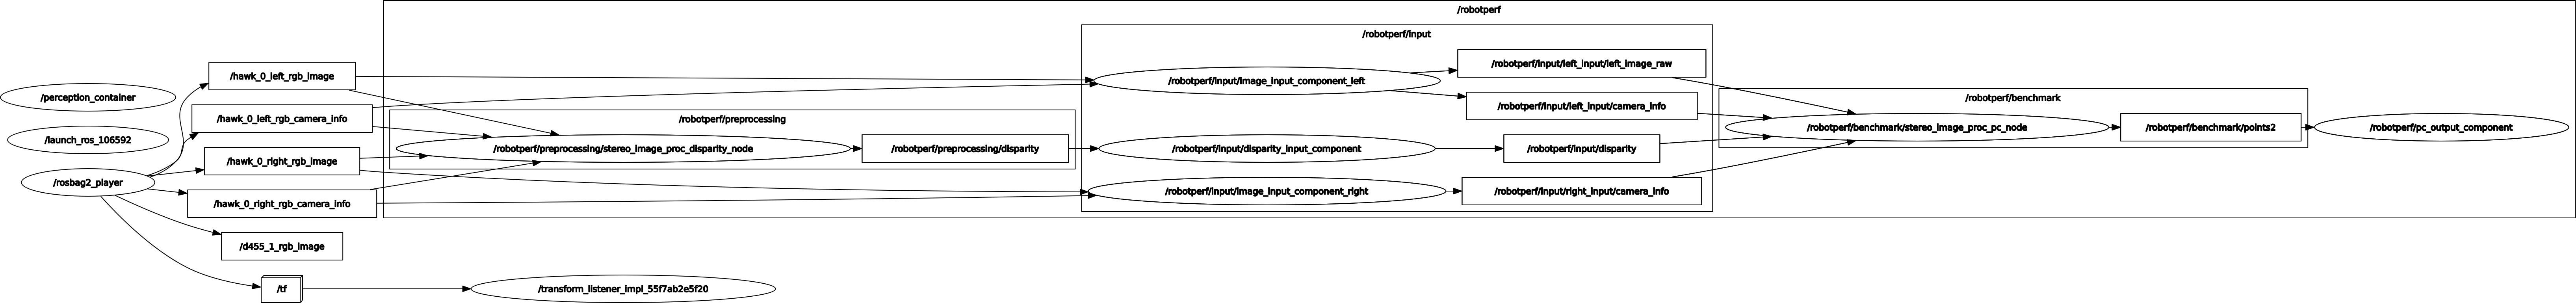 /robotperf
/robotperf/input
/hawk_0_left_rgb_image
/robotperf/input/image_input_component_left
/robotperf/input/left_input/left_image_raw
/perception_container
/hawk_0_left_rgb_camera_info
/robotperf/preprocessing
/robotperf/input/left_input/camera_info
/robotperf/benchmark
/launch_ros_106592
/hawk_0_right_rgb_image
/robotperf/preprocessing/stereo_image_proc_disparity_node
/robotperf/preprocessing/disparity
/robotperf/input/disparity_input_component
/robotperf/input/disparity
/robotperf/benchmark/stereo_image_proc_pc_node
/robotperf/benchmark/points2
/robotperf/pc_output_component
/rosbag2_player
/hawk_0_right_rgb_camera_info
/robotperf/input/image_input_component_right
/robotperf/input/right_input/camera_info
/d455_1_rgb_image
/tf
/transform_listener_impl_55f7ab2e5f20